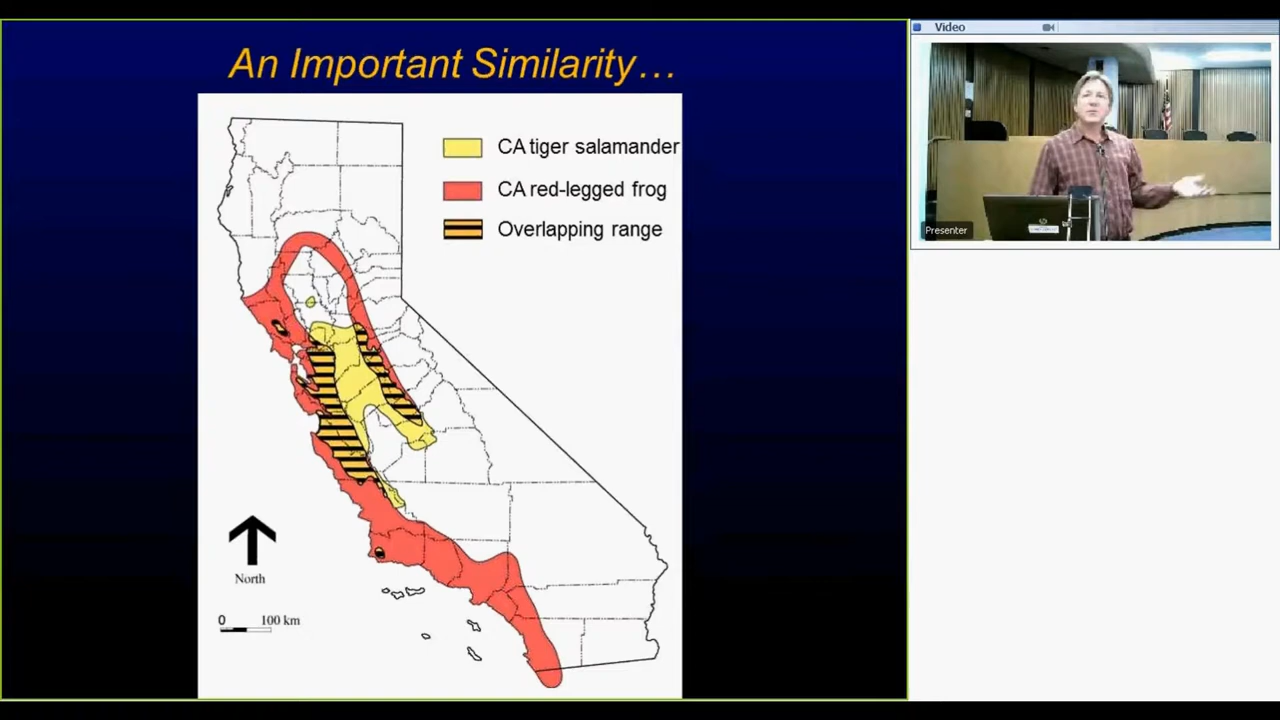 An Important Similarity…
CA tiger salamander
CA red-legged frog
Overlapping range
North
0 100 km
Video
Presenter